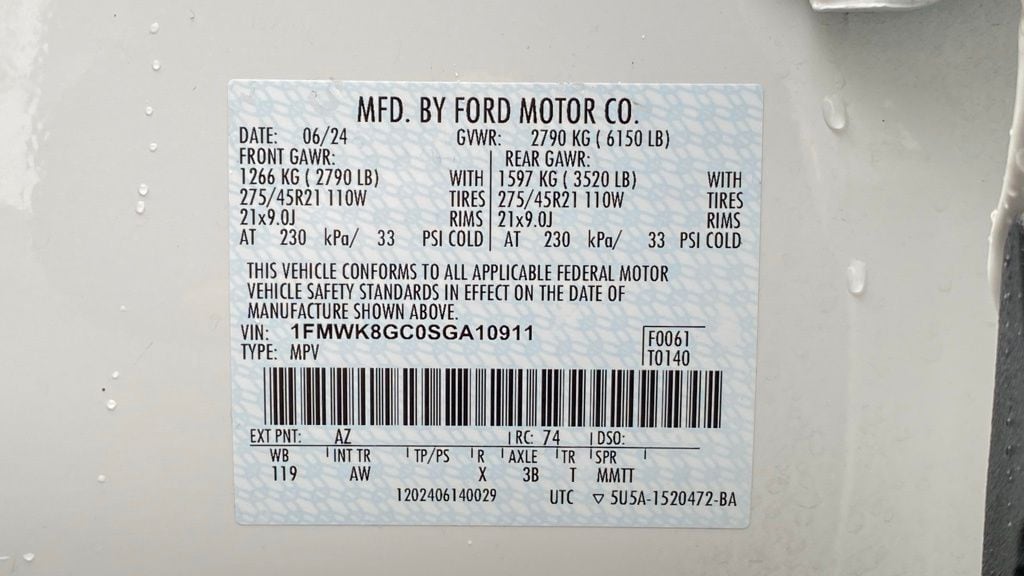 MFD. BY FORD MOTOR CO.
DATE: 06/24 GVWR: 2790 KG ( 6150 LB)
FRONT GAWR: REAR GAWR:
1266 KG ( 2790 LB) WITH 1597 KG ( 3520 LB) WITH
275/45R21 110W TIRES 275/45R21 110W TIRES
21x9.0J RIMS 21x9.0J RIMS
AT 230 kPa/ 33 PSI COLD AT 230 kPa/ 33 PSI COLD
THIS VEHICLE CONFORMS TO ALL APPLICABLE FEDERAL MOTOR
VEHICLE SAFETY STANDARDS IN EFFECT ON THE DATE OF
MANUFACTURE SHOWN ABOVE.
VIN: 1FMWK8GC0SGA10911 F0061
TYPE: MPV T0140
EXT PNT: AZ RC: 74 DSO:
WB INT TR TP/PS R AXLE TR SPR
119 AW X 3B T MMTT
1202406140029 UTC ▽ 5U5A-1520472-BA